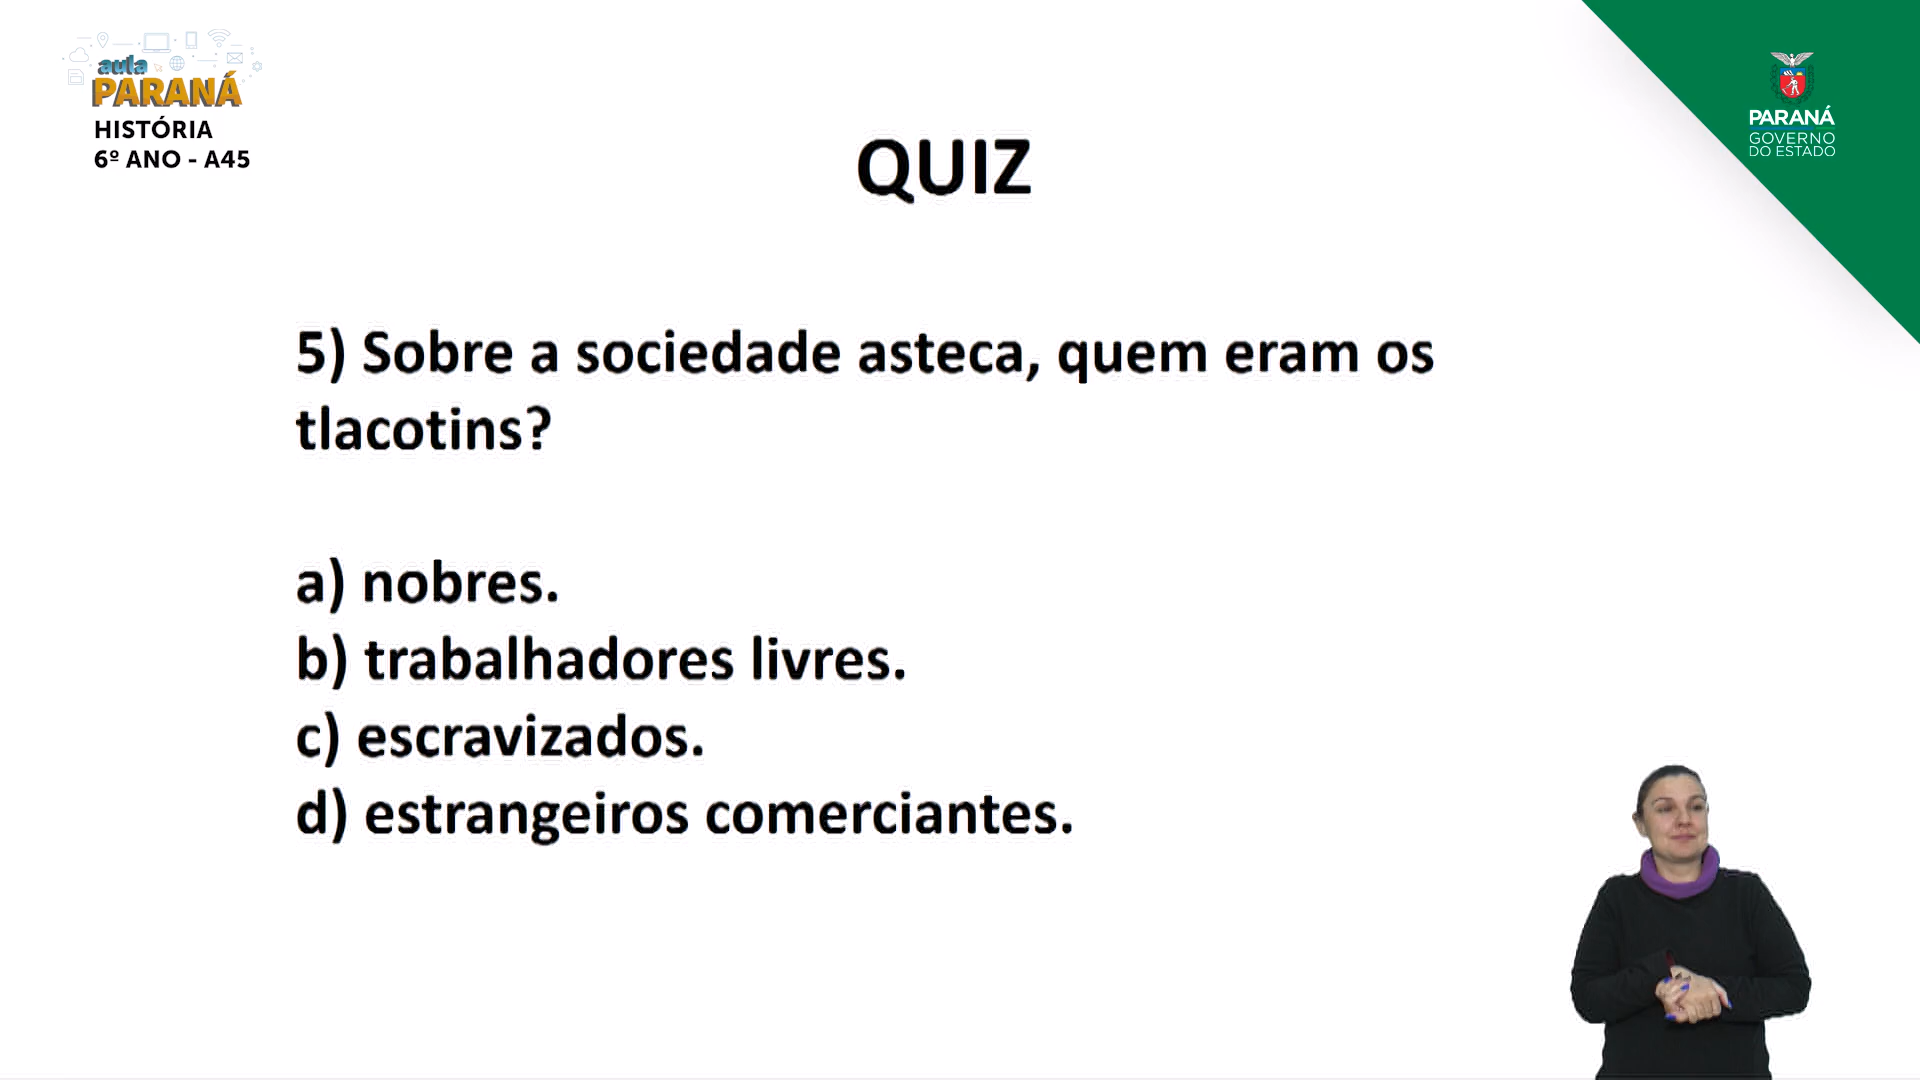 aula
PARANÁ
HISTÓRIA
6º ANO - A45
PARANÁ
GOVERNO
DO ESTADO
QUIZ
5) Sobre a sociedade asteca, quem eram os
tlacotins?
a) nobres.
b) trabalhadores livres.
c) escravizados.
d) estrangeiros comerciantes.